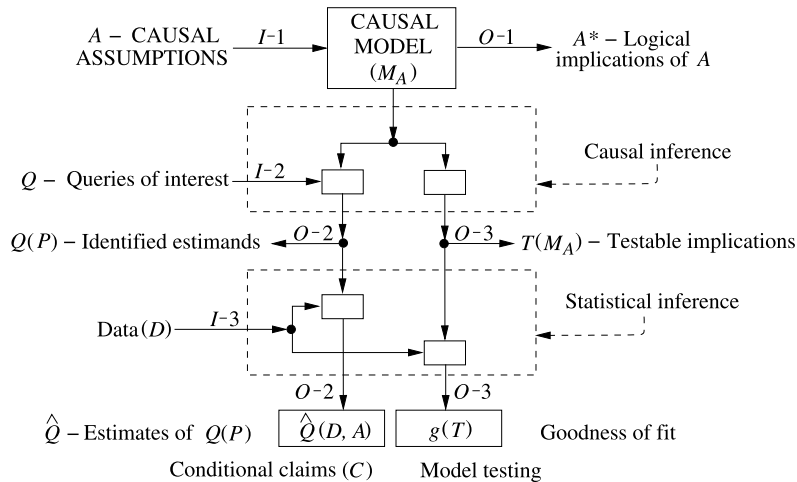 A – CAUSAL
ASSUMPTIONS
I-1
CAUSAL
MODEL
(M_A)
O-1
A* – Logical
implications of A
Causal inference
Q – Queries of interest
I-2
Q(P) – Identified estimands
O-2
O-3
T(M_A) – Testable implications
Statistical inference
Data (D)
I-3
O-2
O-3
Q̂ – Estimates of Q(P)
Q̂(D, A)
g(T)
Goodness of fit
Conditional claims (C)
Model testing